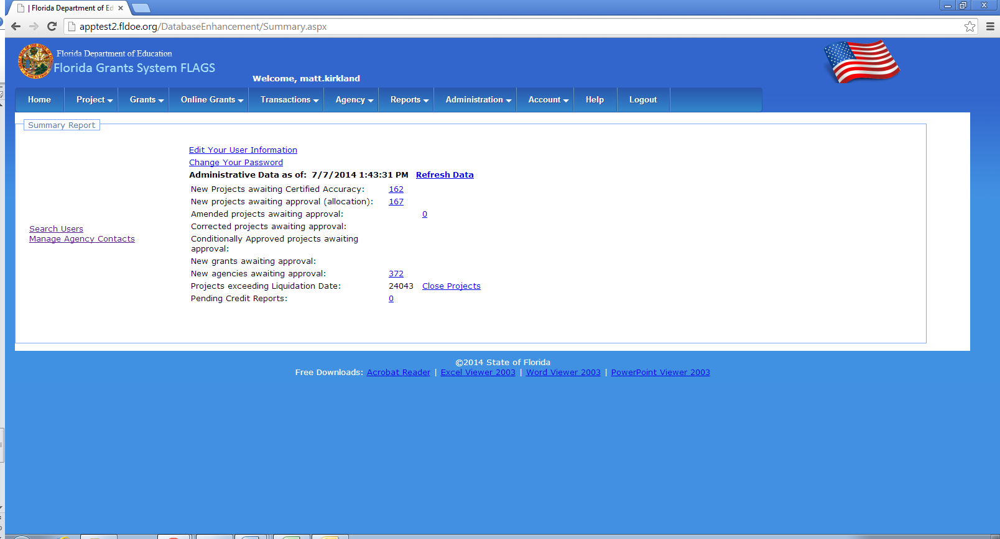 | Florida Department of Ed
apptest2.fldoe.org/DatabaseEnhancement/Summary.aspx
Florida Department of Education
Florida Grants System FLAGS
Welcome, matt.kirkland
Home Project Grants Online Grants Transactions Agency Reports Administration Account Help Logout
Summary Report
Edit Your User Information
Change Your Password
Administrative Data as of: 7/7/2014 1:43:31 PM Refresh Data
New Projects awaiting Certified Accuracy: 162
New projects awaiting approval (allocation): 167
Amended projects awaiting approval: 0
Corrected projects awaiting approval:
Search Users
Manage Agency Contacts
Conditionally Approved projects awaiting
approval:
New grants awaiting approval:
New agencies awaiting approval: 372
Projects exceeding Liquidation Date: 24043 Close Projects
Pending Credit Reports: 0
©2014 State of Florida
Free Downloads: Acrobat Reader | Excel Viewer 2003 | Word Viewer 2003 | PowerPoint Viewer 2003